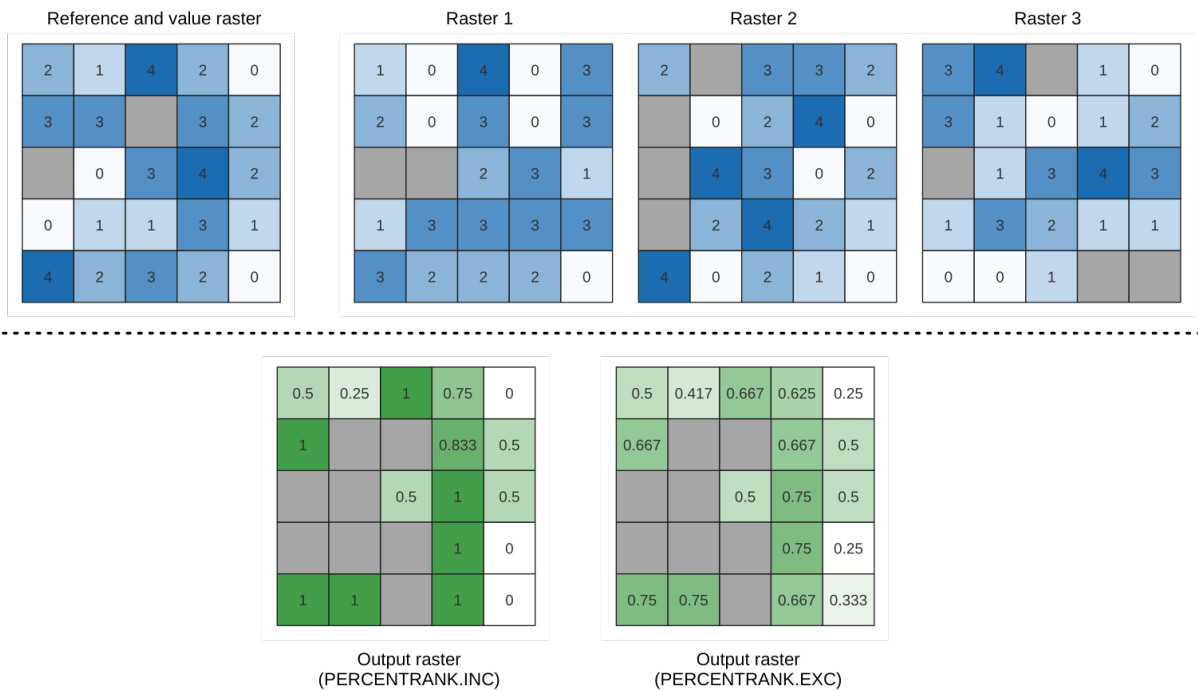 Reference and value raster
Raster 1
Raster 2
Raster 3
2 1 4 2 0
1 0 4 0 3
2 3 3 2
3 4 1 0
3 3 3 2
2 0 3 0 3
0 2 4 0
3 1 0 1 2
0 3 4 2
2 3 1
4 3 0 2
1 3 4 3
0 1 1 3 1
1 3 3 3 3
2 4 2 1
1 3 2 1 1
4 2 3 2 0
3 2 2 2 0
4 0 2 1 0
0 0 1
0.5 0.25 1 0.75 0
0.5 0.417 0.667 0.625 0.25
1 0.833 0.5
0.667 0.667 0.5
0.5 1 0.5
0.5 0.75 0.5
1 0
0.75 0.25
1 1 1 0
0.75 0.75 0.667 0.333
Output raster
(PERCENTRANK.INC)
Output raster
(PERCENTRANK.EXC)